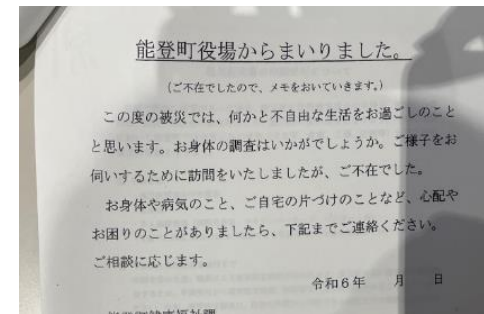 能登町役場からまいりました。
(ご不在でしたので、メモをおいていきます。)
この度の被災では、何かと不自由な生活をお過ごしのこと
と思います。お身体の調査はいかがでしょうか。ご様子をお
伺いするために訪問をいたしましたが、ご不在でした。
お身体や病気のこと、ご自宅の片づけのことなど、心配や
お困りのことがありましたら、下記までご連絡ください。
ご相談に応じます。
令和6年 月 日
能登町健康福祉課